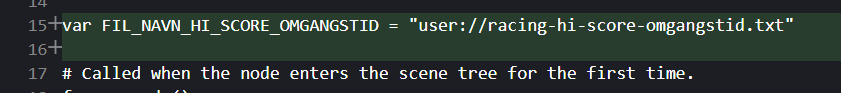 15+var FIL_NAVN_HI_SCORE_OMGANGSTID = "user://racing-hi-score-omgangstid.txt"
16+
17 # Called when the node enters the scene tree for the first time.